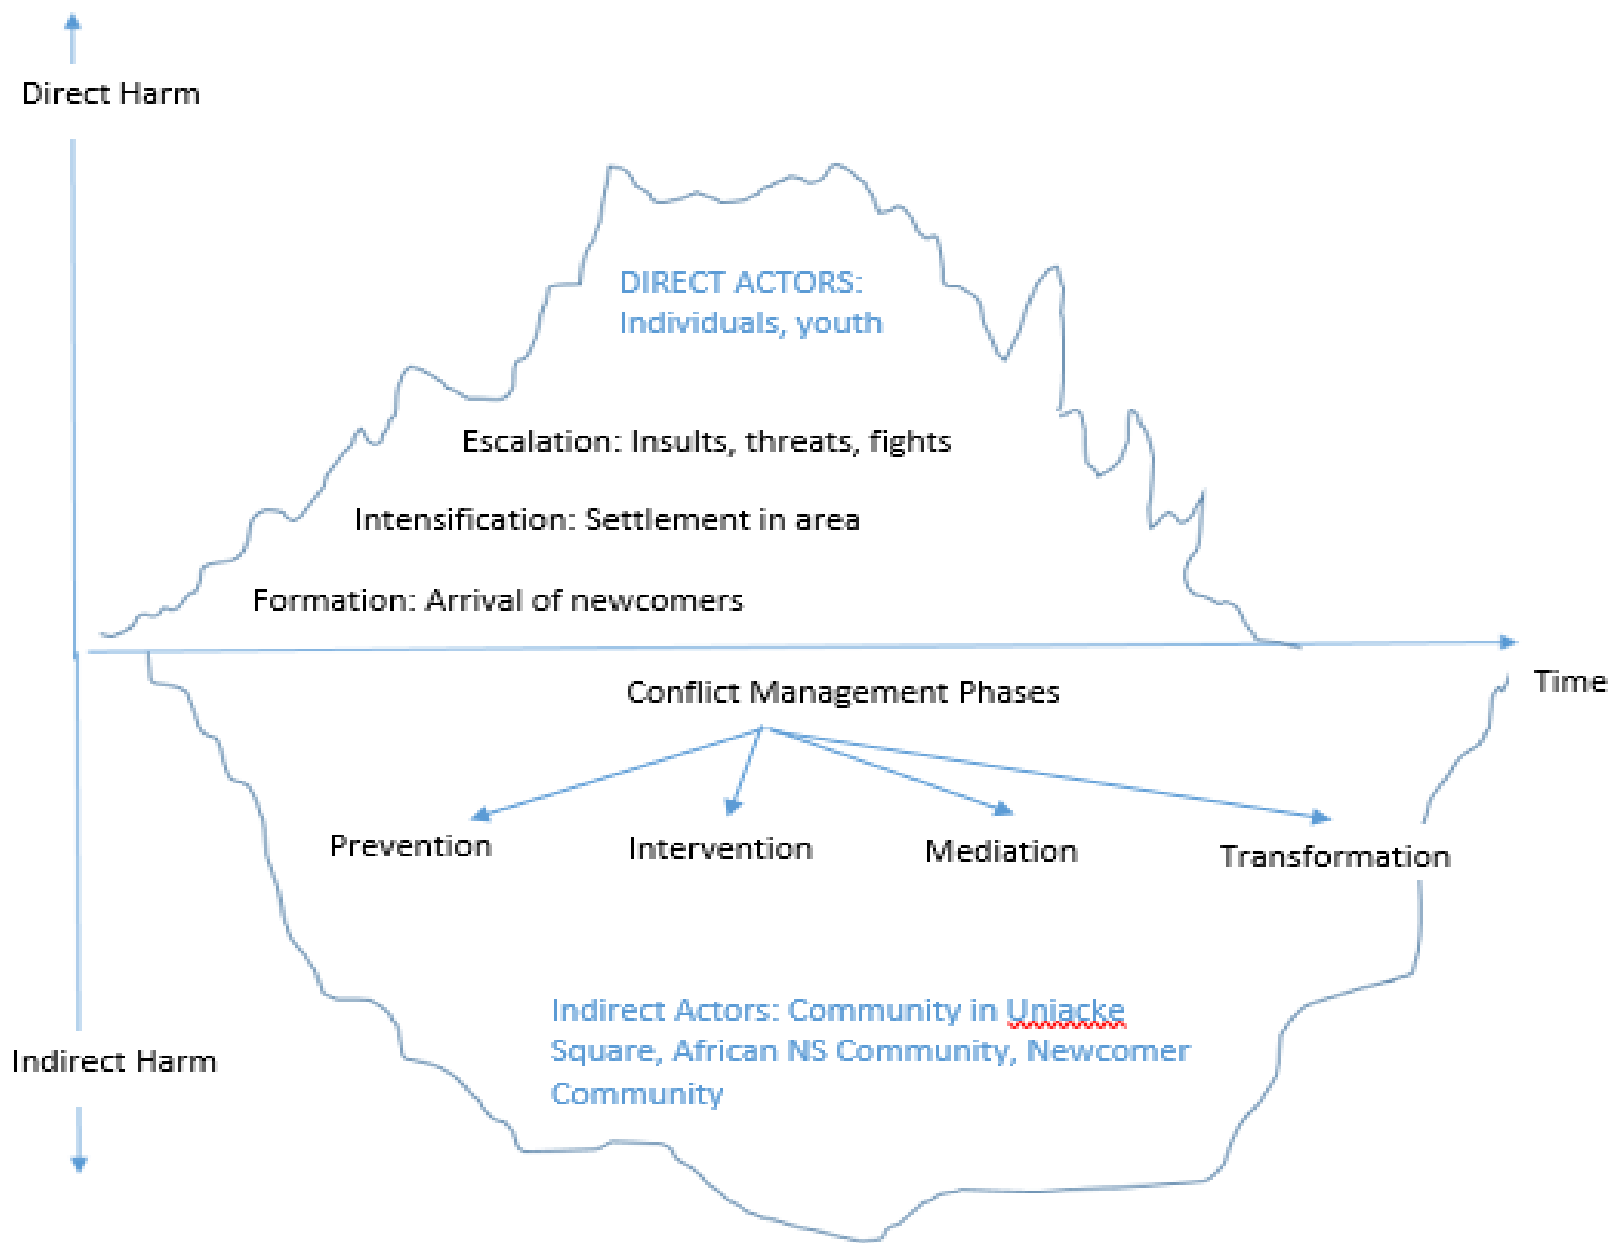 Direct Harm
DIRECT ACTORS:
Individuals, youth
Escalation: Insults, threats, fights
Intensification: Settlement in area
Formation: Arrival of newcomers
Time
Conflict Management Phases
Prevention
Intervention
Mediation
Transformation
Indirect Actors: Community in Uniacke
Square, African NS Community, Newcomer
Community
Indirect Harm